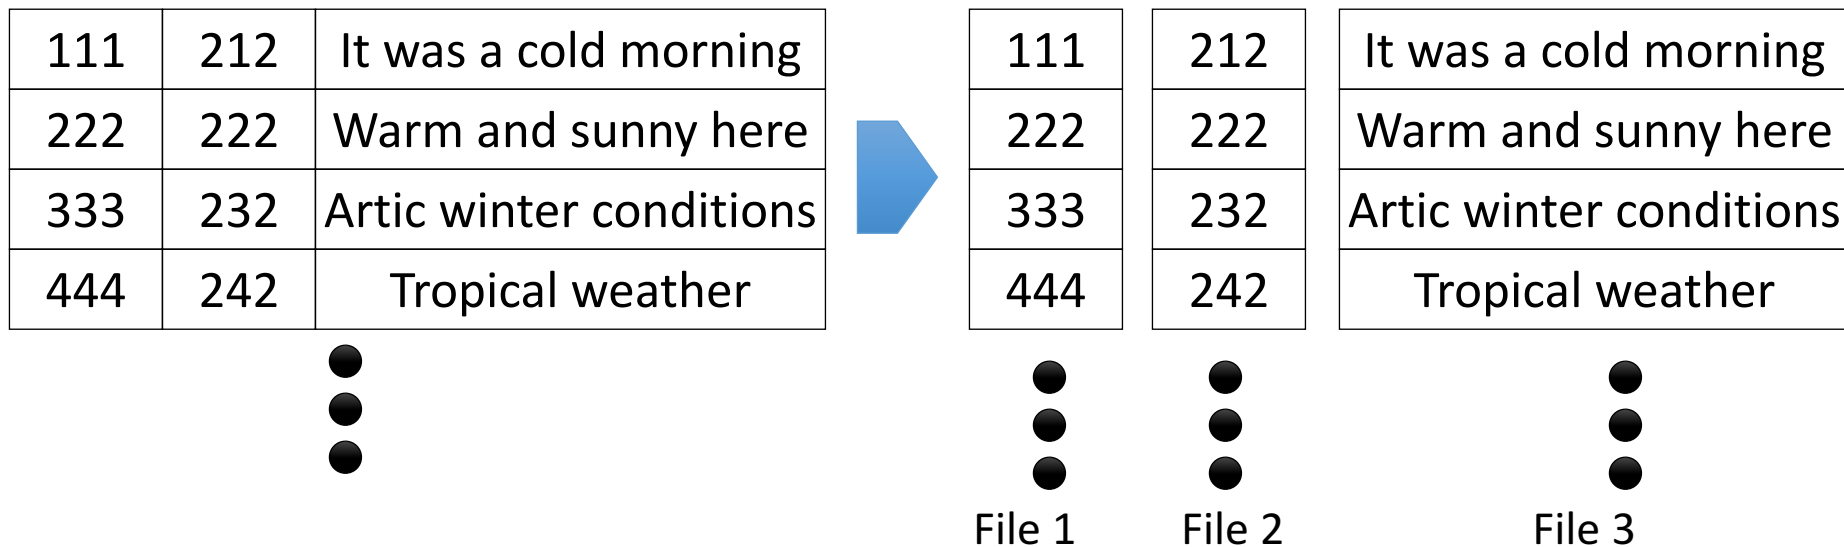 111 212 It was a cold morning 111 212 It was a cold morning
222 222 Warm and sunny here 222 222 Warm and sunny here
333 232 Artic winter conditions 333 232 Artic winter conditions
444 242 Tropical weather 444 242 Tropical weather
File 1 File 2 File 3